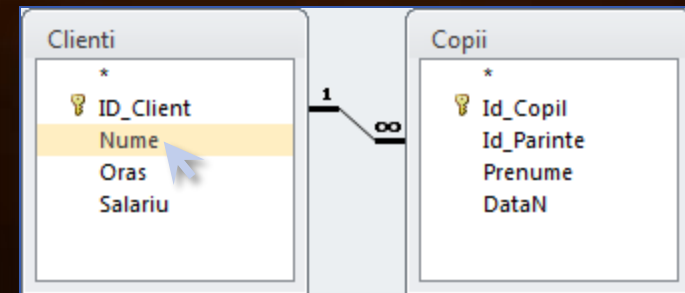 Clienti
*
ID_Client
Nume
Oras
Salariu
1
∞
Copii
*
Id_Copil
Id_Parinte
Prenume
DataN